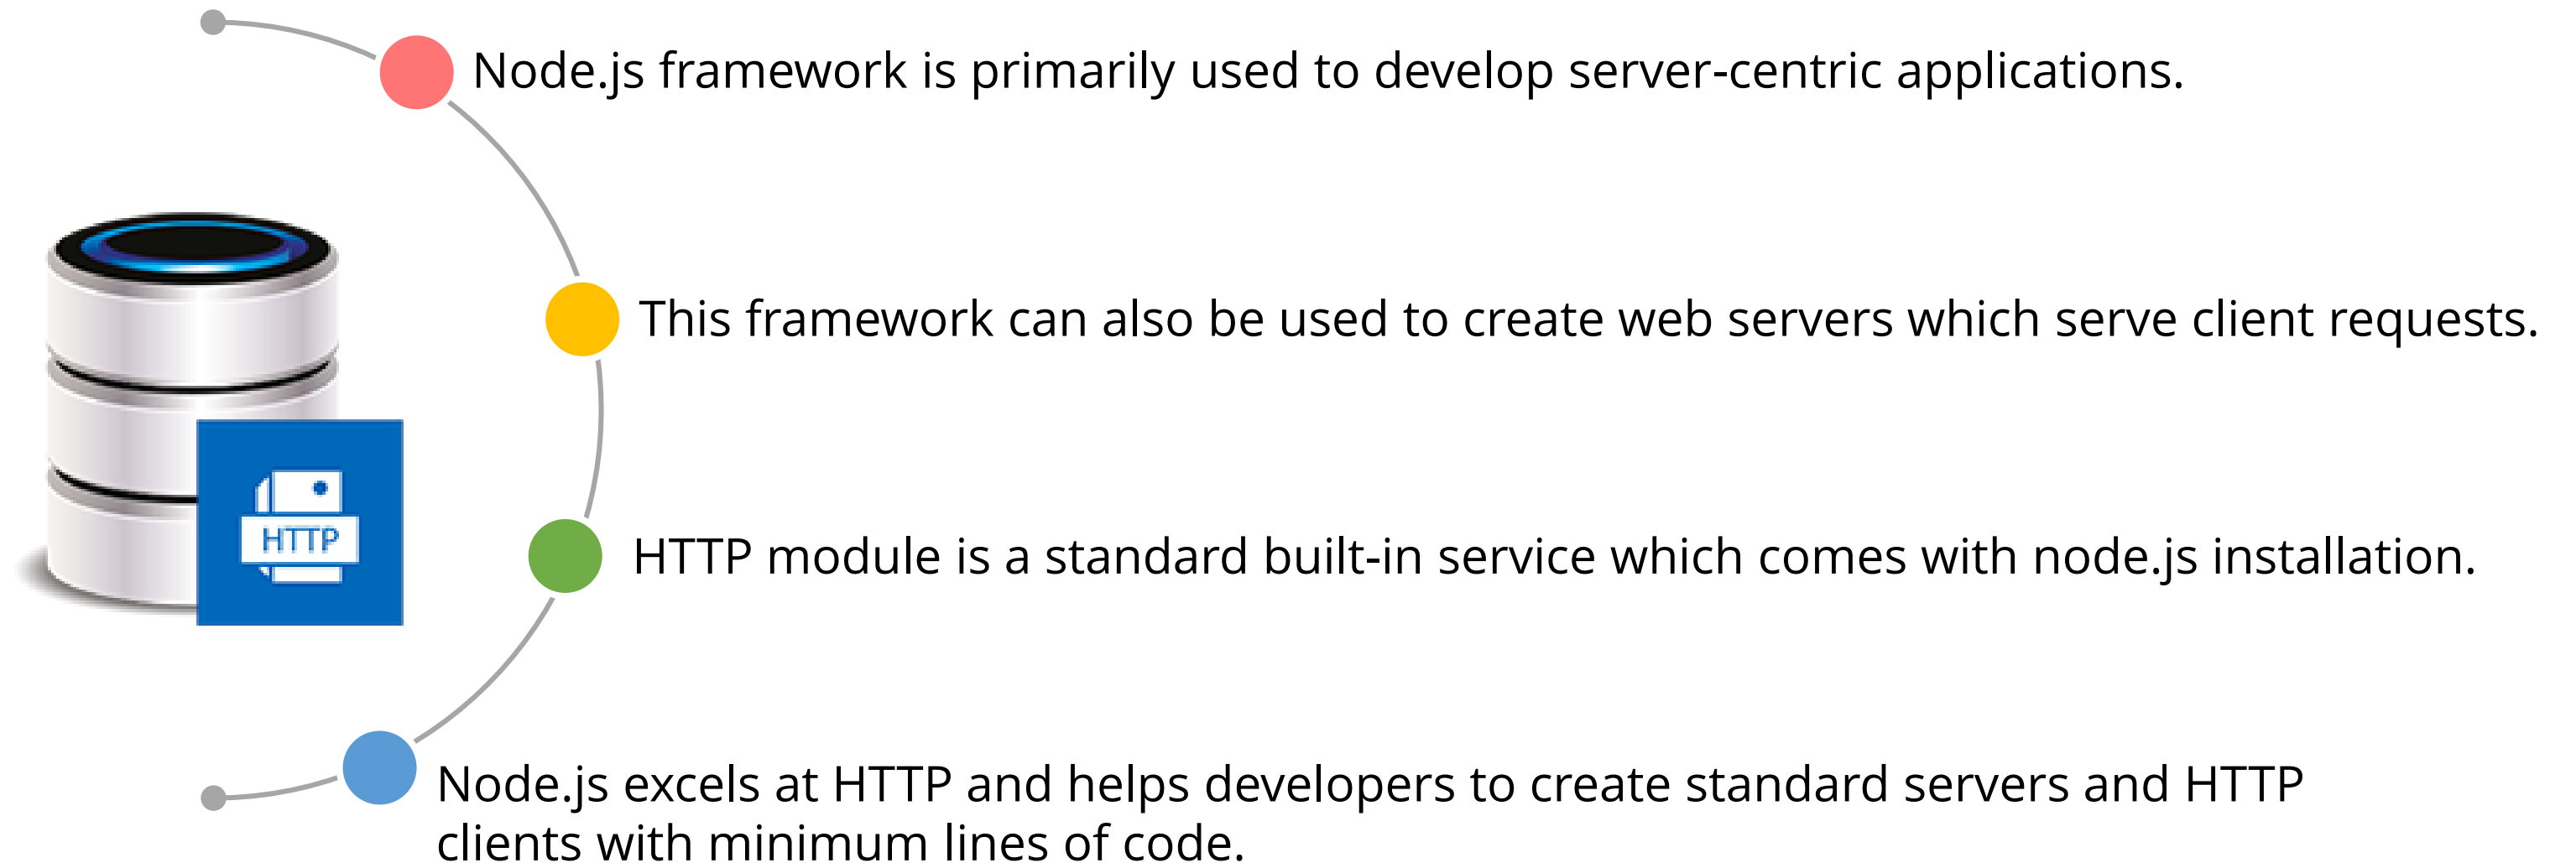 Node.js framework is primarily used to develop server-centric applications.
This framework can also be used to create web servers which serve client requests.
HTTP
HTTP module is a standard built-in service which comes with node.js installation.
Node.js excels at HTTP and helps developers to create standard servers and HTTP
clients with minimum lines of code.